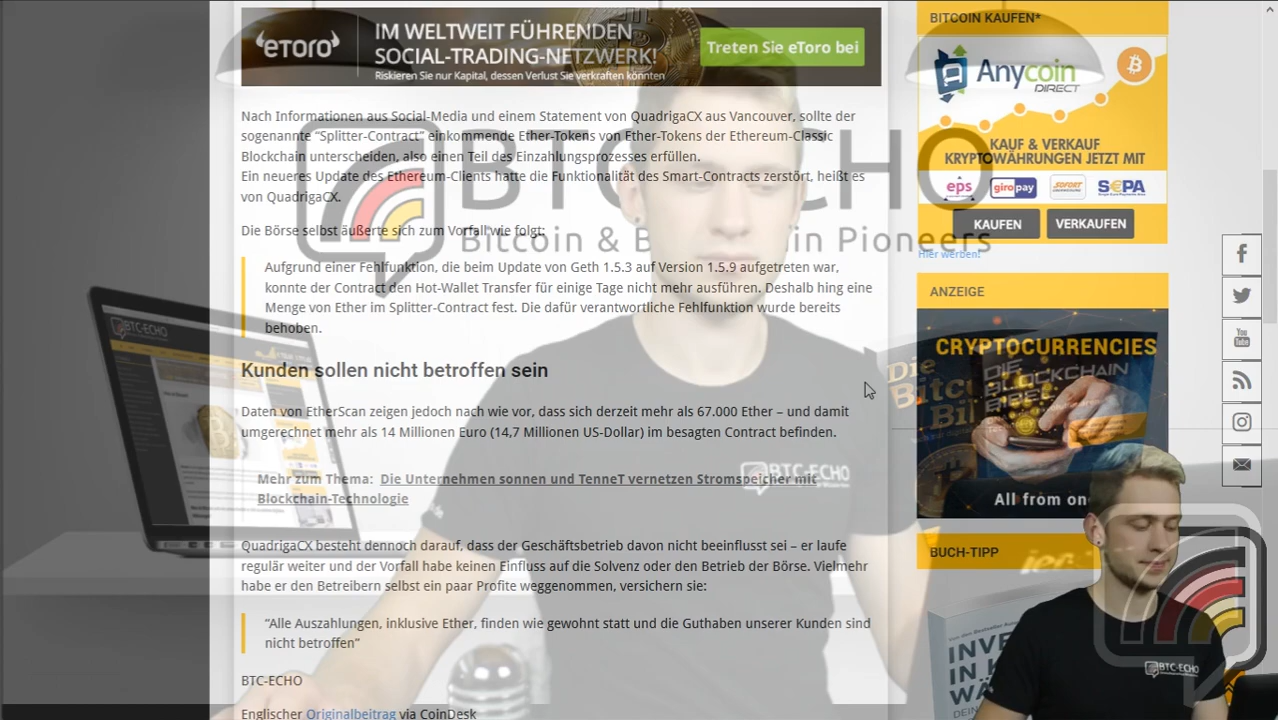 eToro
IM WELTWEIT FÜHRENDEN
SOCIAL-TRADING-NETZWERK!
Riskieren Sie nur Kapital, dessen Verlust Sie verkraften könnten
Treten Sie eToro bei
Nach Informationen aus Social-Media und einem Statement von QuadrigaCX aus Vancouver, sollte der
sogenannte “Splitter-Contract” einkommende Ether-Tokens von Ether-Tokens der Ethereum-Classic
Blockchain unterscheiden, also einen Teil des Einzahlungsprozesses erfüllen.
Ein neueres Update des Ethereum-Clients hatte die Funktionalität des Smart-Contracts zerstört, heißt es
von QuadrigaCX.
Die Börse selbst äußerte sich zum Vorfall wie folgt:
Aufgrund einer Fehlfunktion, die beim Update von Geth 1.5.3 auf Version 1.5.9 aufgetreten war,
konnte der Contract den Hot-Wallet Transfer für einige Tage nicht mehr ausführen. Deshalb hing eine
Menge von Ether im Splitter-Contract fest. Die dafür verantwortliche Fehlfunktion wurde bereits
behoben.
Kunden sollen nicht betroffen sein
Daten von EtherScan zeigen jedoch nach wie vor, dass sich derzeit mehr als 67.000 Ether – und damit
umgerechnet mehr als 14 Millionen Euro (14,7 Millionen US-Dollar) im besagten Contract befinden.
Mehr zum Thema: Die Unternehmen sonnen und TenneT vernetzen Stromspeicher mit
Blockchain-Technologie
QuadrigaCX besteht dennoch darauf, dass der Geschäftsbetrieb davon nicht beeinflusst sei – er laufe
regulär weiter und der Vorfall habe keinen Einfluss auf die Solvenz oder den Betrieb der Börse. Vielmehr
habe er den Betreibern selbst ein paar Profite weggenommen, versichern sie:
“Alle Auszahlungen, inklusive Ether, finden wie gewohnt statt und die Guthaben unserer Kunden sind
nicht betroffen”
BTC-ECHO
Englischer Originalbeitrag via CoinDesk
BITCOIN KAUFEN*
Anycoin
DIRECT
KAUF & VERKAUF
KRYPTOWÄHRUNGEN JETZT MIT
eps giropay SOFORT SEPA
KAUFEN VERKAUFEN
Hier werben!
ANZEIGE
CRYPTOCURRENCIES
DIE
BLOCKCHAIN
Die
All from on
BUCH-TIPP
BTC-ECHO
Bitcoin & Pioneers
BTC-ECHO
BTC-ECHO
BTC-ECHO
You Tube